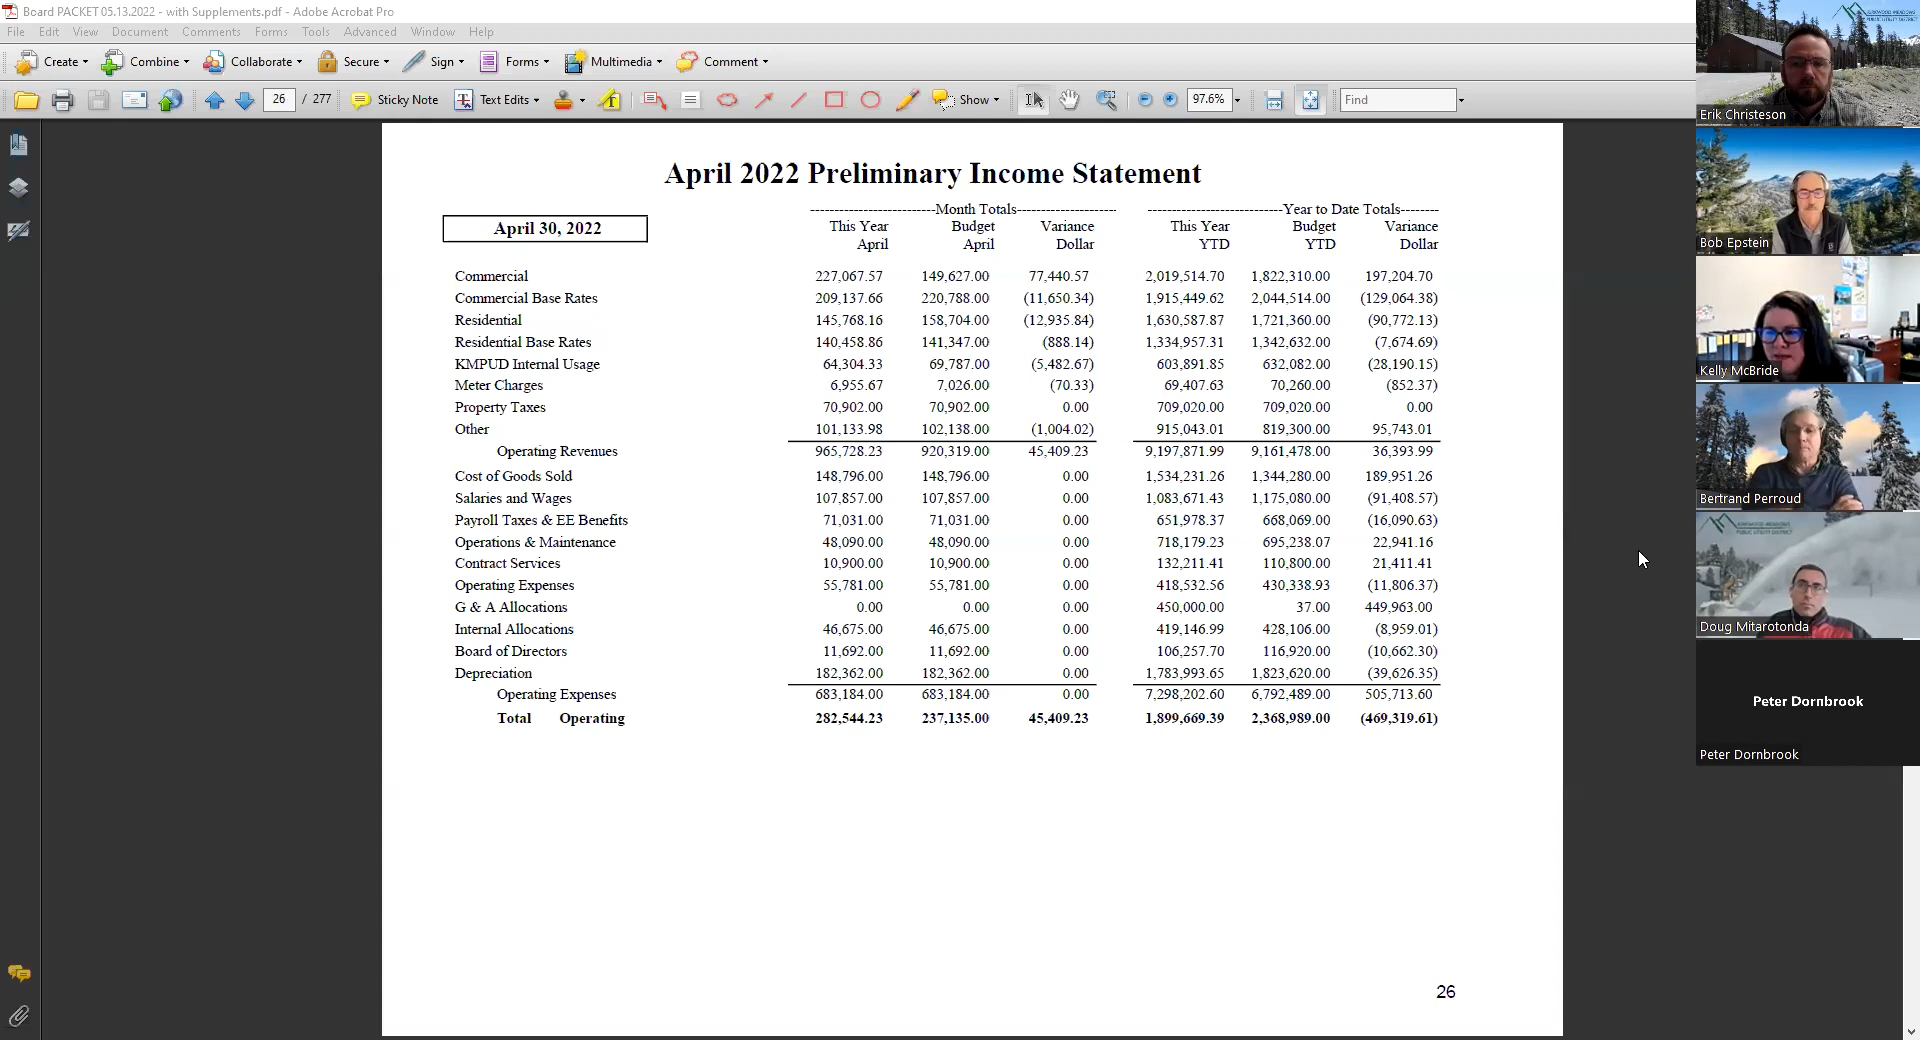 Board PACKET 05.13.2022 - with Supplements.pdf - Adobe Acrobat Pro
File Edit View Document Comments Forms Tools Advanced Window Help
Create Combine Collaborate Secure Sign Forms Multimedia Comment
26 / 277 Sticky Note Text Edits Show 97.6% Find
April 2022 Preliminary Income Statement
--------------------------Month Totals---------------------- ----------------------------Year to Date Totals--------
April 30, 2022
This Year Budget Variance This Year Budget Variance
April April Dollar YTD YTD Dollar
Commercial 227,067.57 149,627.00 77,440.57 2,019,514.70 1,822,310.00 197,204.70
Commercial Base Rates 209,137.66 220,788.00 (11,650.34) 1,915,449.62 2,044,514.00 (129,064.38)
Residential 145,768.16 158,704.00 (12,935.84) 1,630,587.87 1,721,360.00 (90,772.13)
Residential Base Rates 140,458.86 141,347.00 (888.14) 1,334,957.31 1,342,632.00 (7,674.69)
KMPUD Internal Usage 64,304.33 69,787.00 (5,482.67) 603,891.85 632,082.00 (28,190.15)
Meter Charges 6,955.67 7,026.00 (70.33) 69,407.63 70,260.00 (852.37)
Property Taxes 70,902.00 70,902.00 0.00 709,020.00 709,020.00 0.00
Other 101,133.98 102,138.00 (1,004.02) 915,043.01 819,300.00 95,743.01
Operating Revenues 965,728.23 920,319.00 45,409.23 9,197,871.99 9,161,478.00 36,393.99
Cost of Goods Sold 148,796.00 148,796.00 0.00 1,534,231.26 1,344,280.00 189,951.26
Salaries and Wages 107,857.00 107,857.00 0.00 1,083,671.43 1,175,080.00 (91,408.57)
Payroll Taxes & EE Benefits 71,031.00 71,031.00 0.00 651,978.37 668,069.00 (16,090.63)
Operations & Maintenance 48,090.00 48,090.00 0.00 718,179.23 695,238.07 22,941.16
Contract Services 10,900.00 10,900.00 0.00 132,211.41 110,800.00 21,411.41
Operating Expenses 55,781.00 55,781.00 0.00 418,532.56 430,338.93 (11,806.37)
G & A Allocations 0.00 0.00 0.00 450,000.00 37.00 449,963.00
Internal Allocations 46,675.00 46,675.00 0.00 419,146.99 428,106.00 (8,959.01)
Board of Directors 11,692.00 11,692.00 0.00 106,257.70 116,920.00 (10,662.30)
Depreciation 182,362.00 182,362.00 0.00 1,783,993.65 1,823,620.00 (39,626.35)
Operating Expenses 683,184.00 683,184.00 0.00 7,298,202.60 6,792,489.00 505,713.60
Total Operating 282,544.23 237,135.00 45,409.23 1,899,669.39 2,368,989.00 (469,319.61)
26
KIRKWOOD MEADOWS
PUBLIC UTILITY DISTRICT
Erik Christeson
Bob Epstein
Kelly McBride
Bertrand Perroud
PUBLIC UTILITY DISTRICT
Doug Mitarotonda
Peter Dornbrook
Peter Dornbrook